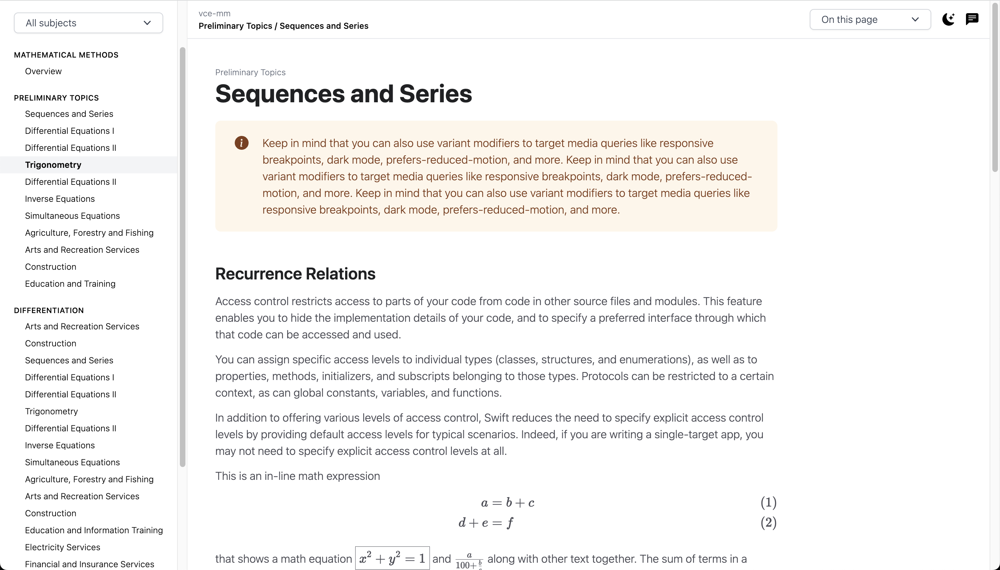 All subjects
MATHEMATICAL METHODS
Overview
PRELIMINARY TOPICS
Sequences and Series
Differential Equations I
Differential Equations II
Trigonometry
Differential Equations II
Inverse Equations
Simultaneous Equations
Agriculture, Forestry and Fishing
Arts and Recreation Services
Construction
Education and Training
DIFFERENTIATION
Arts and Recreation Services
Construction
Sequences and Series
Differential Equations I
Differential Equations II
Trigonometry
Differential Equations II
Inverse Equations
Simultaneous Equations
Agriculture, Forestry and Fishing
Arts and Recreation Services
Construction
Education and Information Training
Electricity Services
Financial and Insurance Services
vce-mm
Preliminary Topics / Sequences and Series
On this page
Preliminary Topics
Sequences and Series
i
Keep in mind that you can also use variant modifiers to target media queries like responsive
breakpoints, dark mode, prefers-reduced-motion, and more. Keep in mind that you can also use
variant modifiers to target media queries like responsive breakpoints, dark mode, prefers-reduced-
motion, and more. Keep in mind that you can also use variant modifiers to target media queries like
responsive breakpoints, dark mode, prefers-reduced-motion, and more.
Recurrence Relations
Access control restricts access to parts of your code from code in other source files and modules. This feature
enables you to hide the implementation details of your code, and to specify a preferred interface through which
that code can be accessed and used.
You can assign specific access levels to individual types (classes, structures, and enumerations), as well as to
properties, methods, initializers, and subscripts belonging to those types. Protocols can be restricted to a certain
context, as can global constants, variables, and functions.
In addition to offering various levels of access control, Swift reduces the need to specify explicit access control
levels by providing default access levels for typical scenarios. Indeed, if you are writing a single-target app, you
may not need to specify explicit access control levels at all.
This is an in-line math expression
a = b + c (1)
d + e = f (2)
that shows a math equation x² + y² = 1 and a/(100+b/) along with other text together. The sum of terms in a